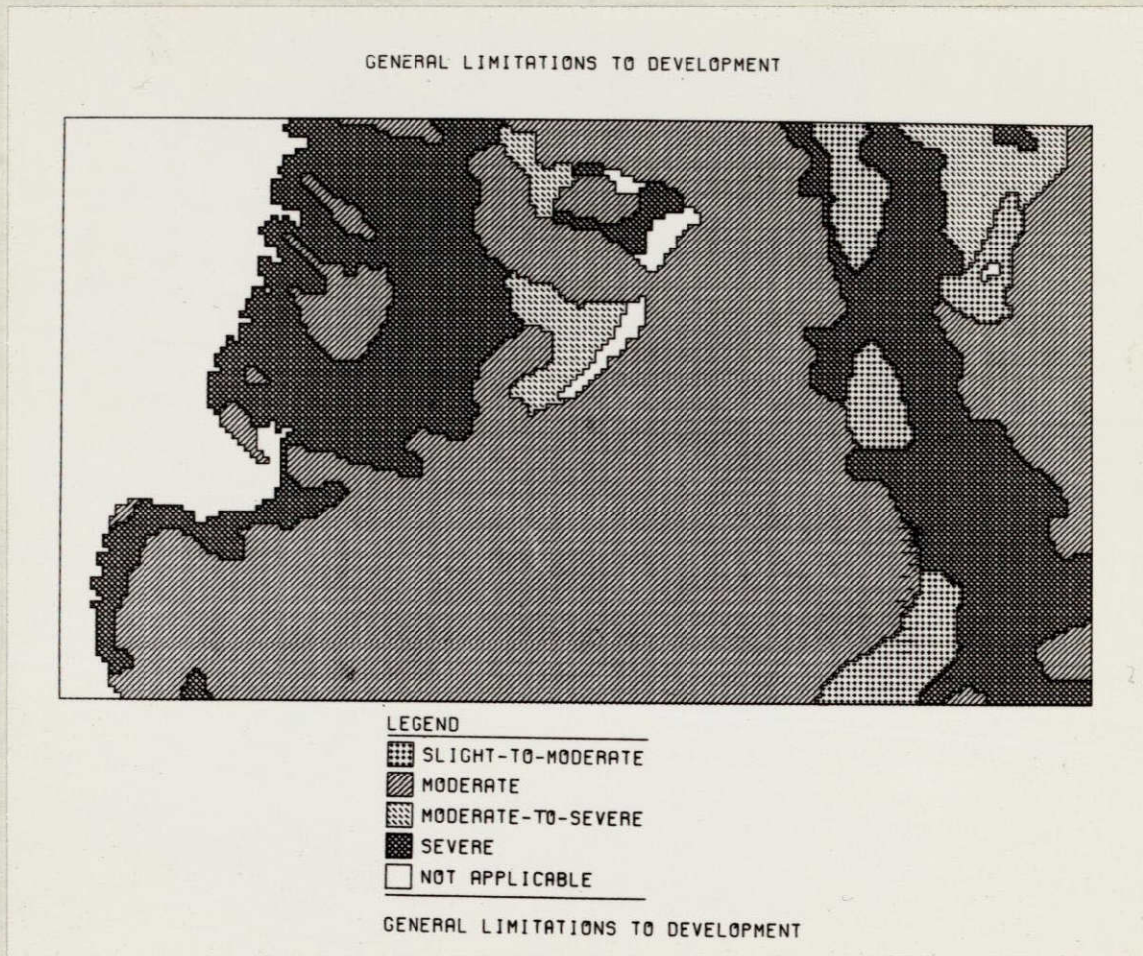 GENERAL LIMITATIONS TO DEVELOPMENT
LEGEND
SLIGHT-TO-MODERATE
MODERATE
MODERATE-TO-SEVERE
SEVERE
NOT APPLICABLE
GENERAL LIMITATIONS TO DEVELOPMENT